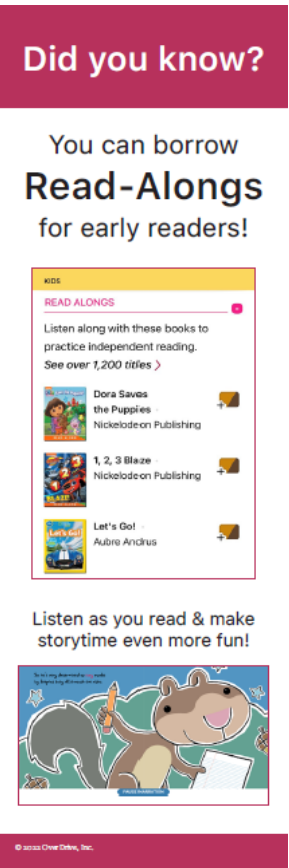 Did you know?
You can borrow
Read-Alongs
for early readers!
KIDS
READ ALONGS
Listen along with these books to
practice independent reading.
See over 1,200 titles >
Dora Saves
the Puppies
Nickelodeon Publishing
1, 2, 3 Blaze
Nickelodeon Publishing
Let's Go!
Let's Go!
Aubre Andrus
Listen as you read & make
storytime even more fun!
© 2022 OverDrive, Inc.